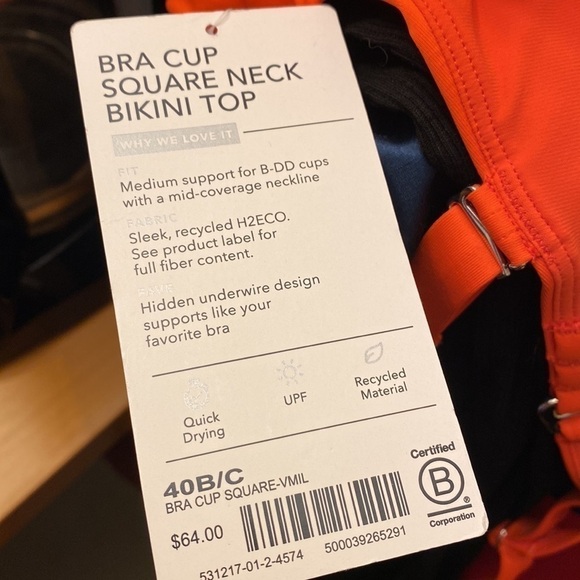 BRA CUP
SQUARE NECK
BIKINI TOP
WHY WE LOVE IT
FIT
Medium support for B-DD cups
with a mid-coverage neckline
FABRIC
Sleek, recycled H2ECO.
See product label for
full fiber content.
FAVE
Hidden underwire design
supports like your
favorite bra
Quick
Drying
UPF
Recycled
Material
40B/C
BRA CUP SQUARE-VMIL
$64.00
531217-01-2-4574
500039265291
Certified
B
®
Corporation